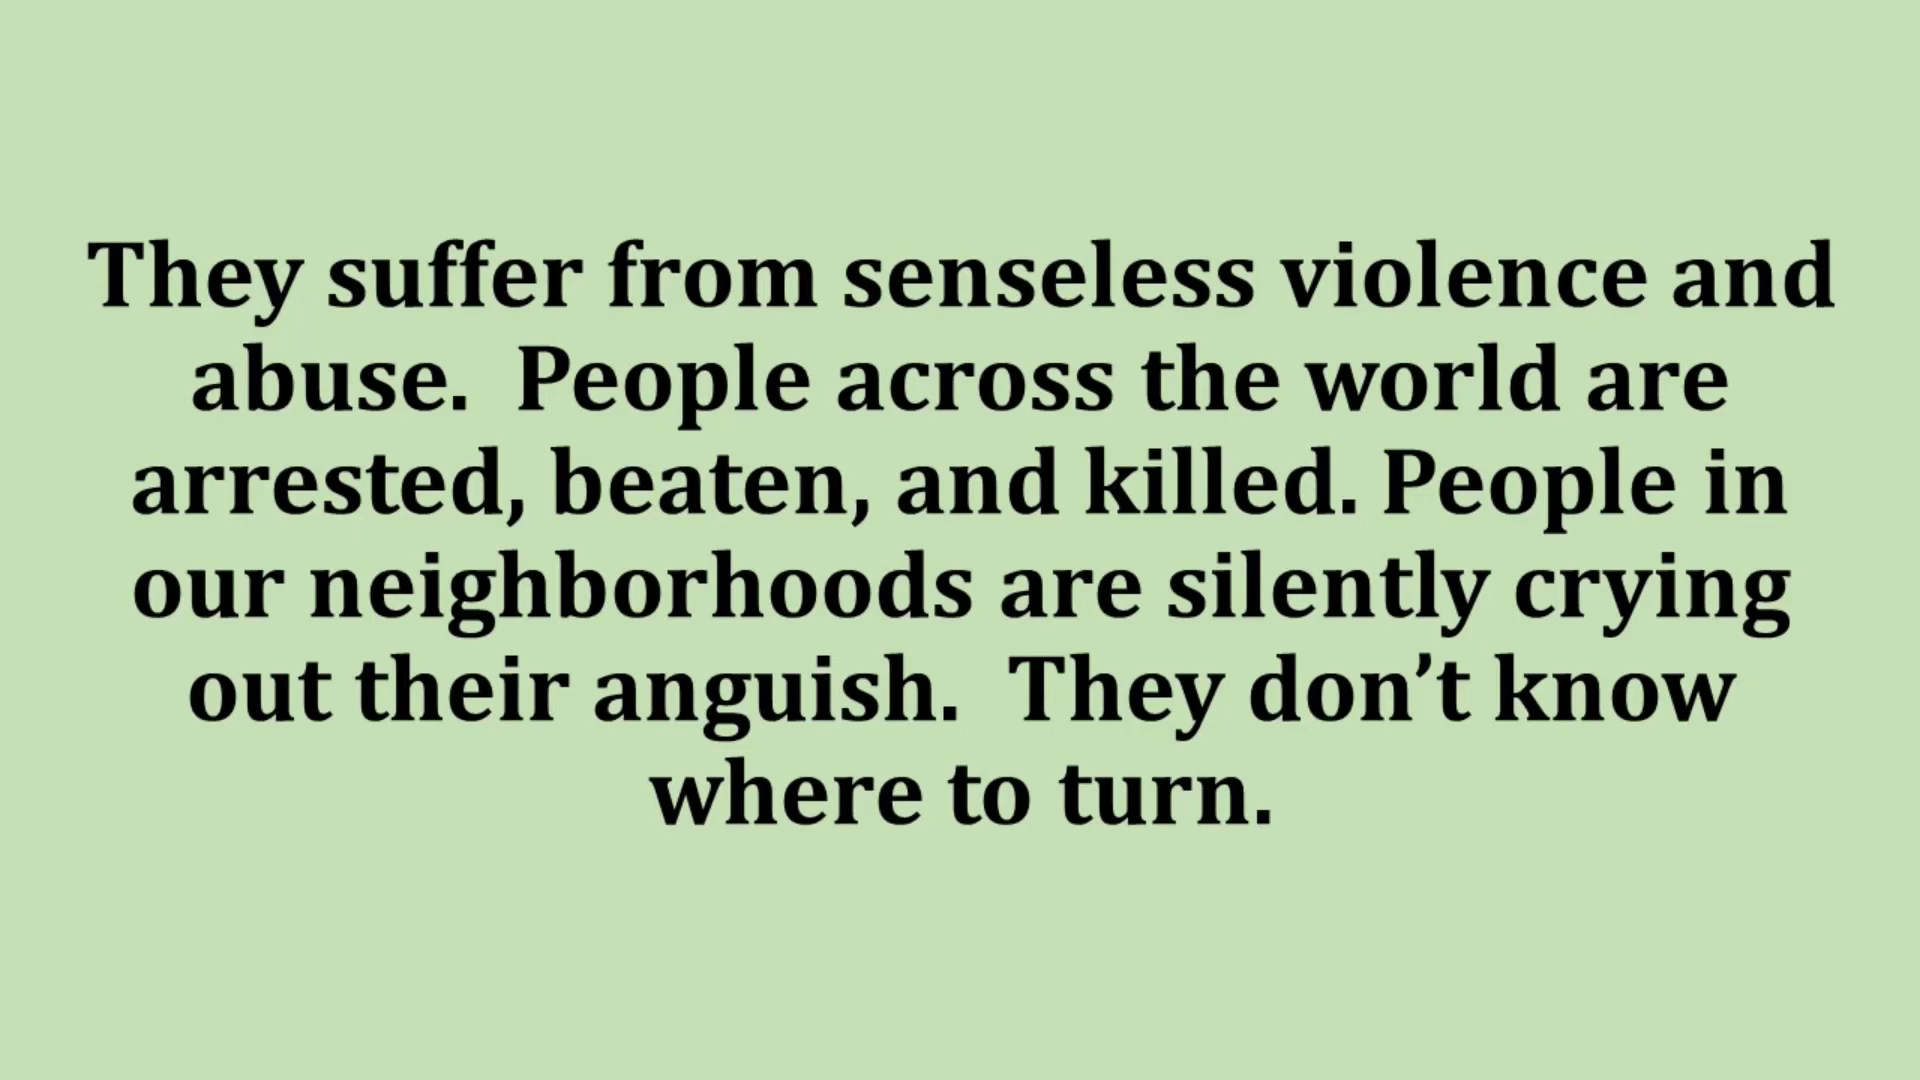 They suffer from senseless violence and
abuse.  People across the world are
arrested, beaten, and killed. People in
our neighborhoods are silently crying
out their anguish.  They don’t know
where to turn.